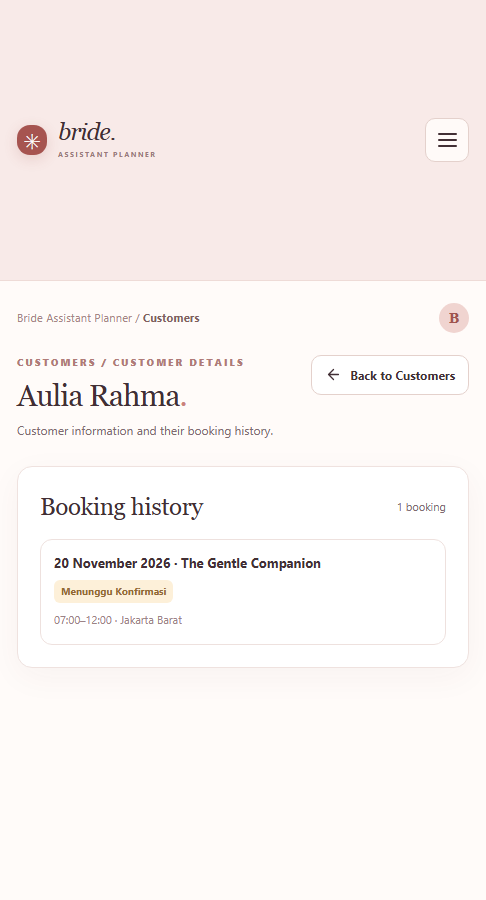 bride.
ASSISTANT PLANNER
Bride Assistant Planner / Customers
B
CUSTOMERS / CUSTOMER DETAILS
Back to Customers
Aulia Rahma.
Customer information and their booking history.
Booking history
1 booking
20 November 2026 · The Gentle Companion
Menunggu Konfirmasi
07:00–12:00 · Jakarta Barat